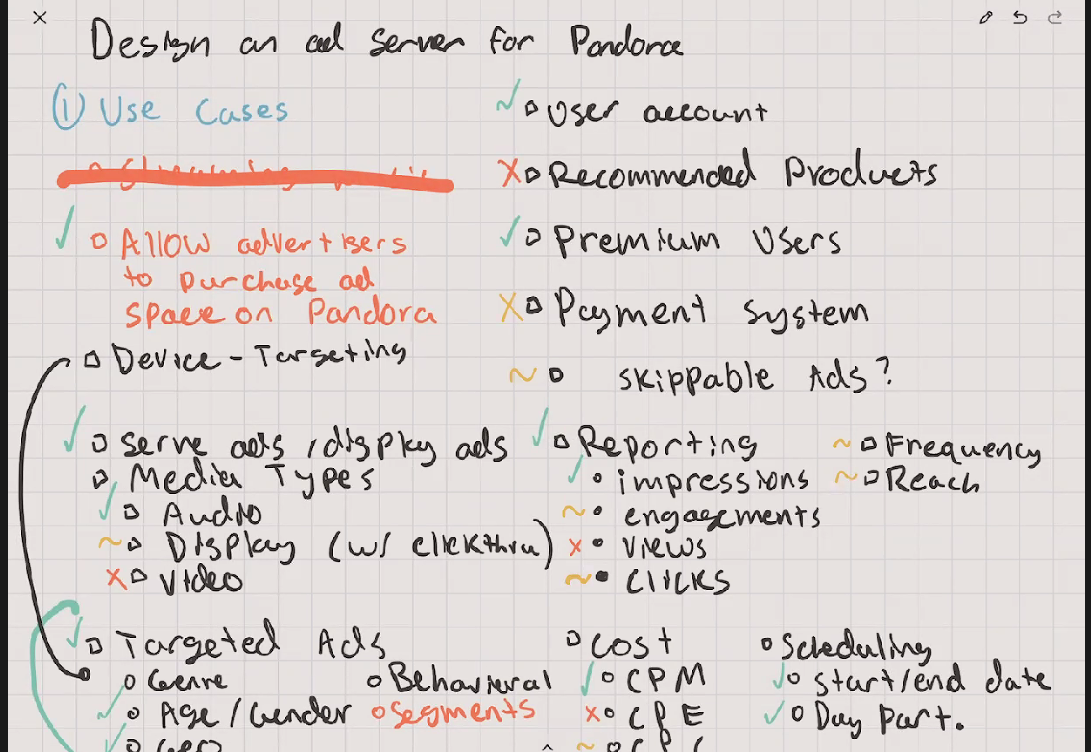 Design an ad server for Pandora
① Use Cases
Allow advertisers
to purchase ad
space on Pandora
Device-Targeting
Serve ads / display ads
Media Types
Audio
Display (w/ clickthru)
Video
Targeted Ads
Genre
Age/Gender
Geo
Behavioral
Segments
User account
Recommended Products
Premium Users
Payment System
Skippable Ads?
Reporting
impressions
engagements
views
clicks
Frequency
Reach
Cost
CPM
CPE
CPC
Scheduling
start/end date
Day Part.